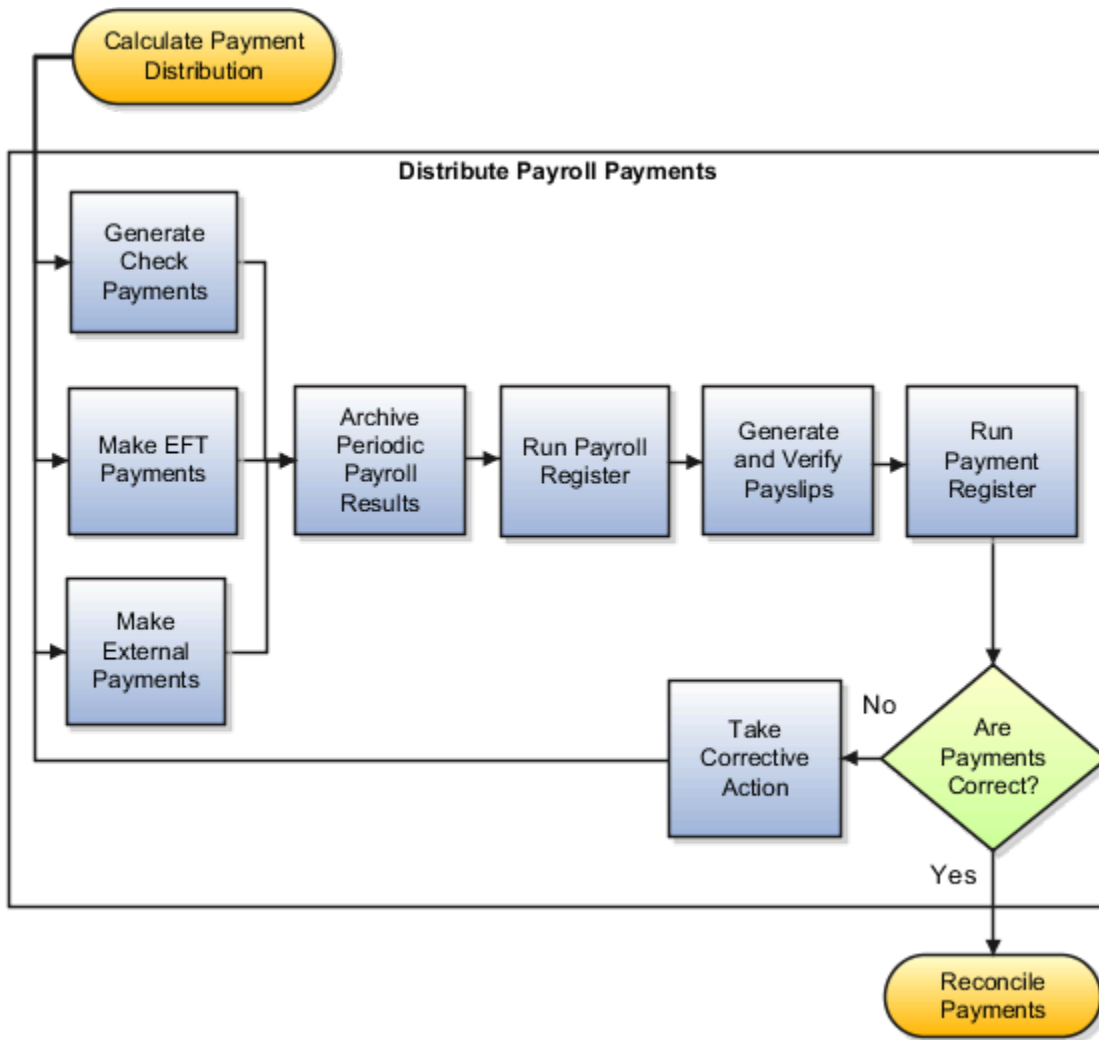 Calculate Payment
Distribution
Distribute Payroll Payments
Generate
Check
Payments
Make EFT
Payments
Make
External
Payments
Archive
Periodic
Payroll
Results
Run Payroll
Register
Generate
and Verify
Payslips
Run
Payment
Register
Are
Payments
Correct?
No
Take
Corrective
Action
Yes
Reconcile
Payments